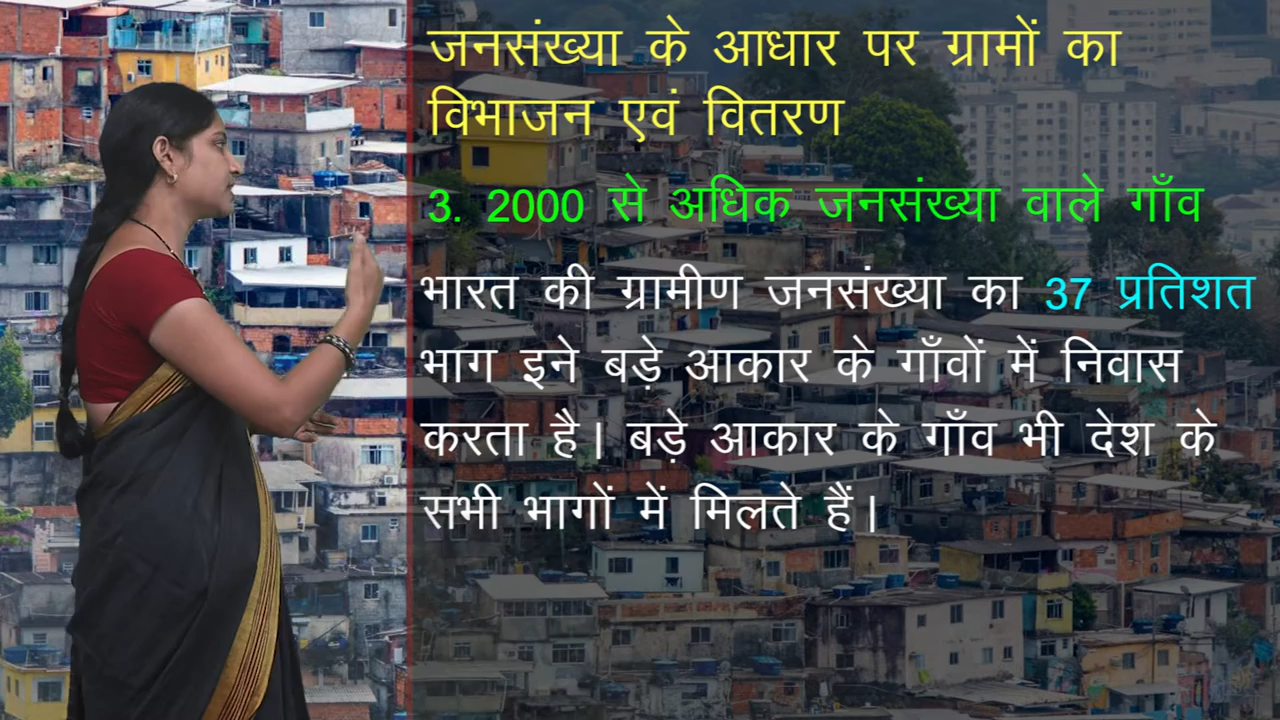 जनसंख्या के आधार पर ग्रामों का
विभाजन एवं वितरण
3. 2000 से अधिक जनसंख्या वाले गाँव
भारत की ग्रामीण जनसंख्या का 37 प्रतिशत
भाग इने बड़े आकार के गाँवों में निवास
करता है। बड़े आकार के गाँव भी देश के
सभी भागों में मिलते हैं।